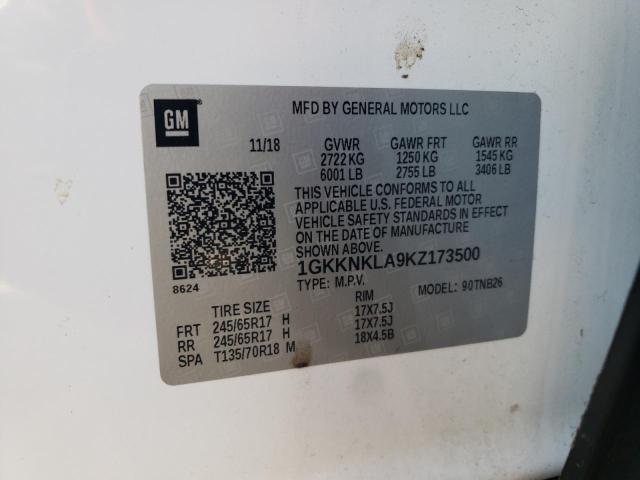 GM
MFD BY GENERAL MOTORS LLC
11/18 GVWR GAWR FRT GAWR RR
2722 KG 1250 KG 1545 KG
6001 LB 2755 LB 3406 LB
THIS VEHICLE CONFORMS TO ALL
APPLICABLE U.S. FEDERAL MOTOR
VEHICLE SAFETY STANDARDS IN EFFECT
ON THE DATE OF MANUFACTURE
1GKKNKLA9KZ173500
TYPE: M.P.V. MODEL: 90TNB26
8624
TIRE SIZE RIM
FRT 245/65R17 H 17X7.5J
RR 245/65R17 H 17X7.5J
SPA T135/70R18 M 18X4.5B